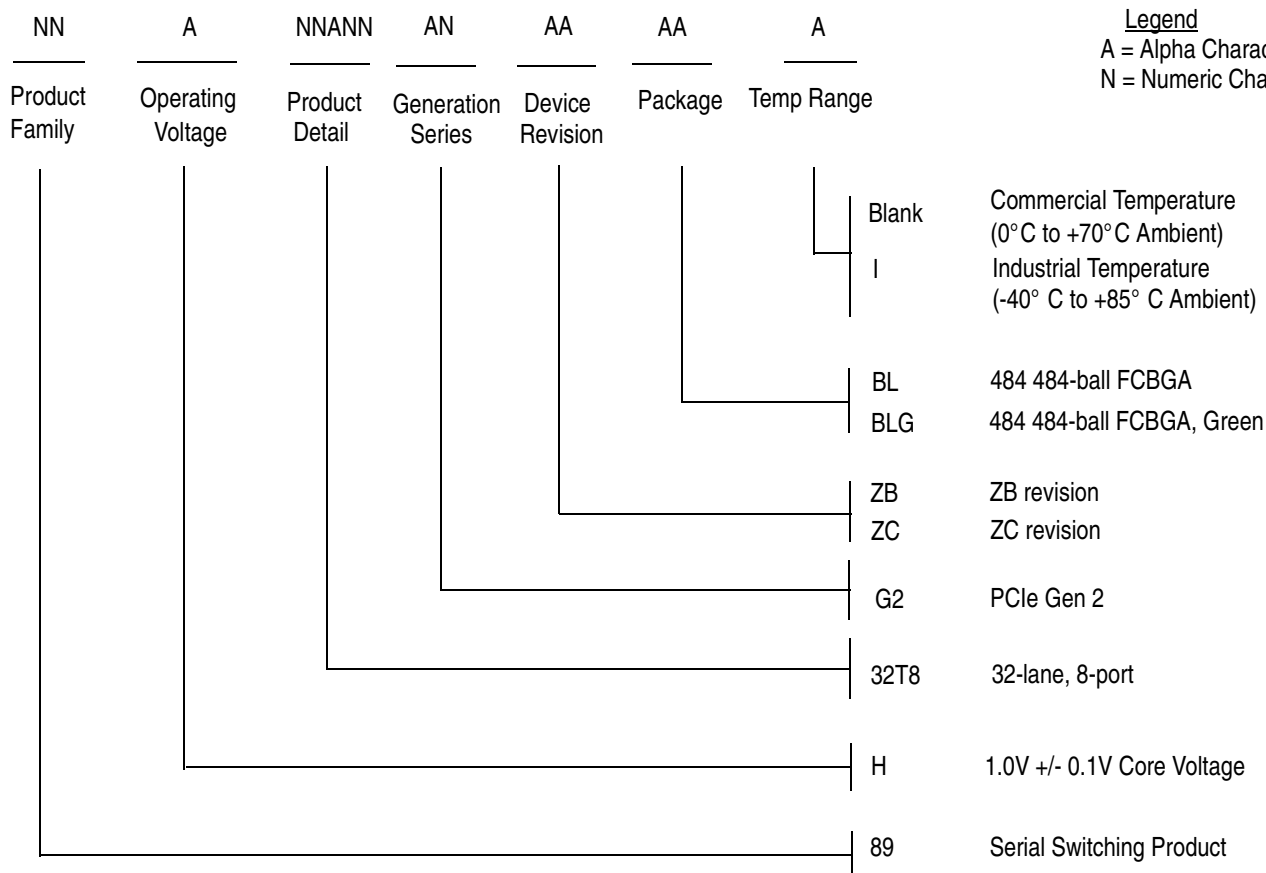 NN A NNANN AN AA AA A
Legend
A = Alpha Charac
N = Numeric Cha
Product Family
Operating Voltage
Product Detail
Generation Series
Device Revision
Package
Temp Range
Blank Commercial Temperature
(0°C to +70°C Ambient)
I Industrial Temperature
(-40° C to +85° C Ambient)
BL 484 484-ball FCBGA
BLG 484 484-ball FCBGA, Green
ZB ZB revision
ZC ZC revision
G2 PCIe Gen 2
32T8 32-lane, 8-port
H 1.0V +/- 0.1V Core Voltage
89 Serial Switching Product